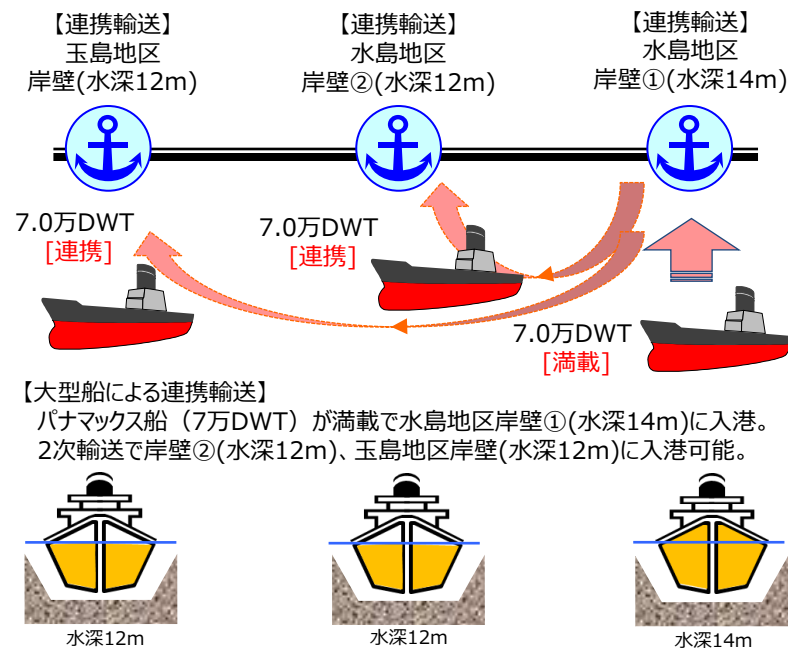 【連携輸送】
玉島地区
岸壁(水深12m)
【連携輸送】
水島地区
岸壁②(水深12m)
【連携輸送】
水島地区
岸壁①(水深14m)
7.0万DWT
[連携]
7.0万DWT
[連携]
7.0万DWT
[満載]
【大型船による連携輸送】
パナマックス船（7万DWT）が満載で水島地区岸壁①(水深14m)に入港。
2次輸送で岸壁②(水深12m)、玉島地区岸壁(水深12m)に入港可能。
水深12m
水深12m
水深14m